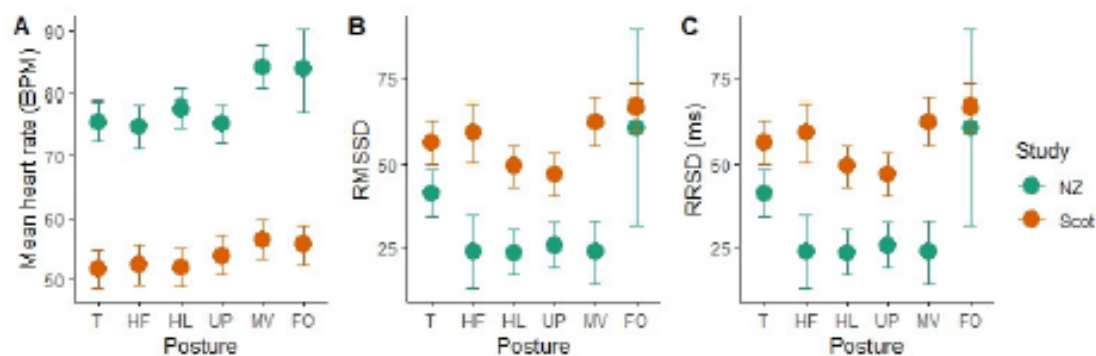 A
Mean heart rate (BPM)
90
80
70
60
50
T HF HL UP MV FO
Posture
B
RMSSD
75
50
25
T HF HL UP MV FO
Posture
C
RRSD (ms)
75
50
25
T HF HL UP MV FO
Posture
Study
NZ
Scot